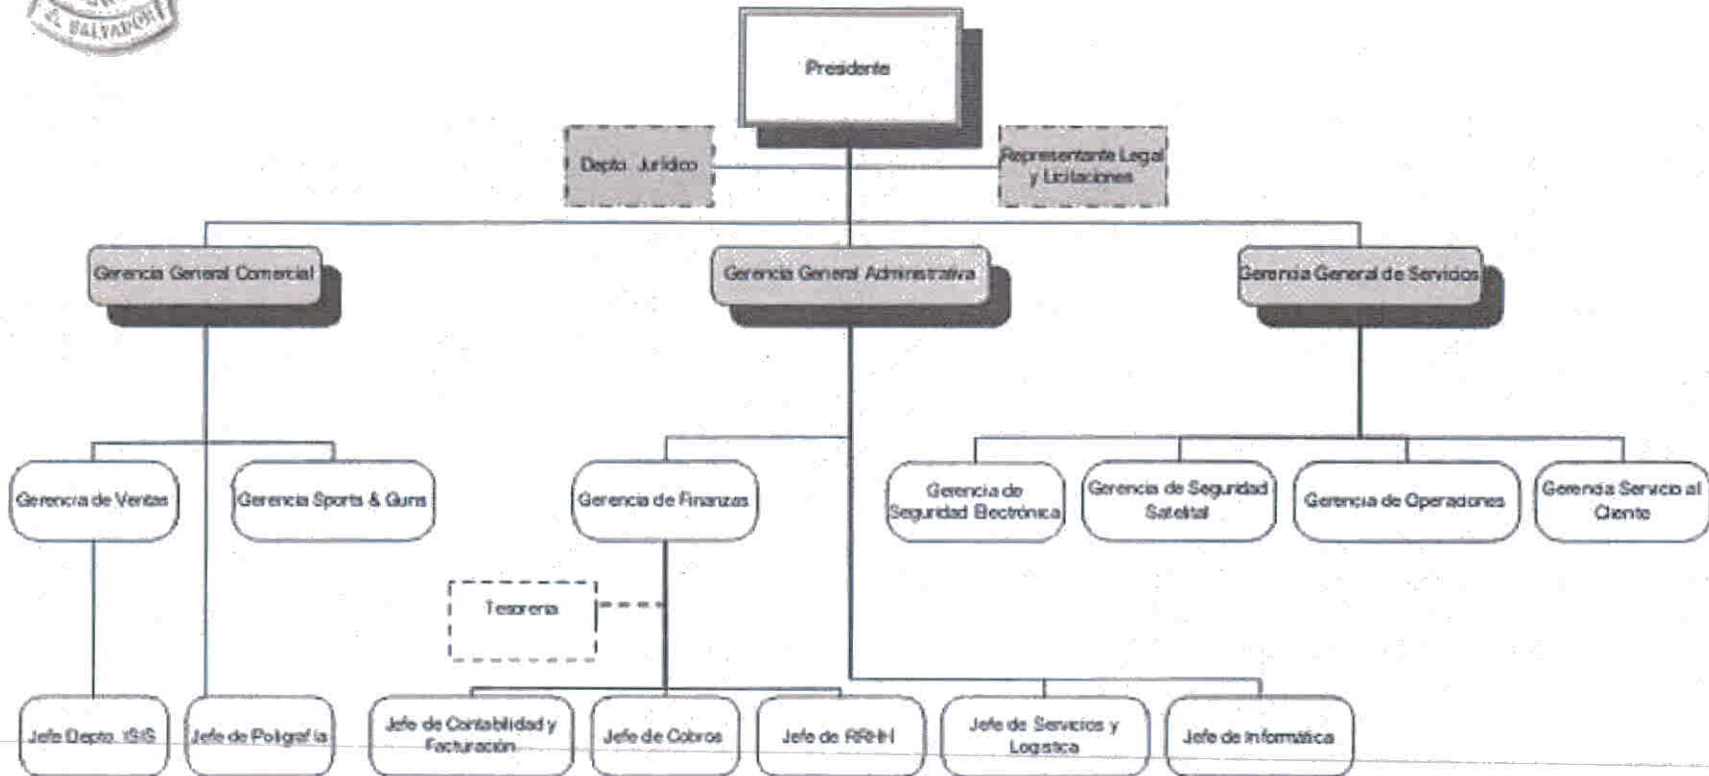 EL SALVADOR
Presidente
Depto. Jurídico
Representante Legal
y Licitaciones
Gerencia General Comercial
Gerencia General Administrativa
Gerencia General de Servicios
Gerencia de Ventas
Gerencia Sports & Guns
Gerencia de Finanzas
Gerencia de
Seguridad Electrónica
Gerencia de Seguridad
Satelital
Gerencia de Operaciones
Gerencia Servicio al
Cliente
Tesorería
Jefe Depto. ISIS
Jefe de Poligrafía
Jefe de Contabilidad y
Facturación
Jefe de Cobros
Jefe de RRHH
Jefe de Servicios y
Logistica
Jefe de Informática